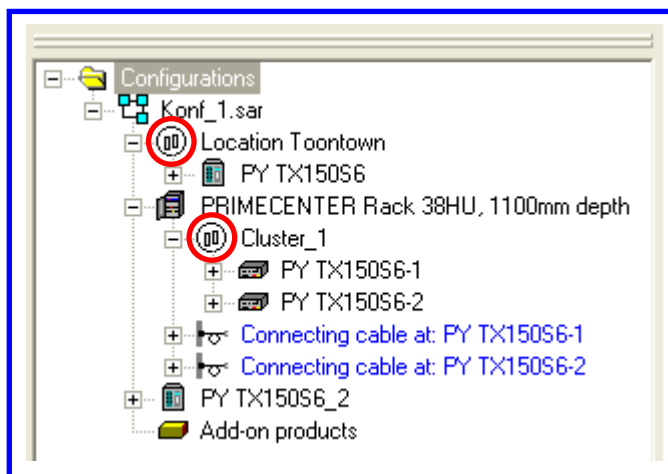 Configurations
Konf_1.sar
Location Toontown
PY TX150S6
PRIMECENTER Rack 38HU, 1100mm depth
Cluster_1
PY TX150S6-1
PY TX150S6-2
Connecting cable at: PY TX150S6-1
Connecting cable at: PY TX150S6-2
PY TX150S6_2
Add-on products